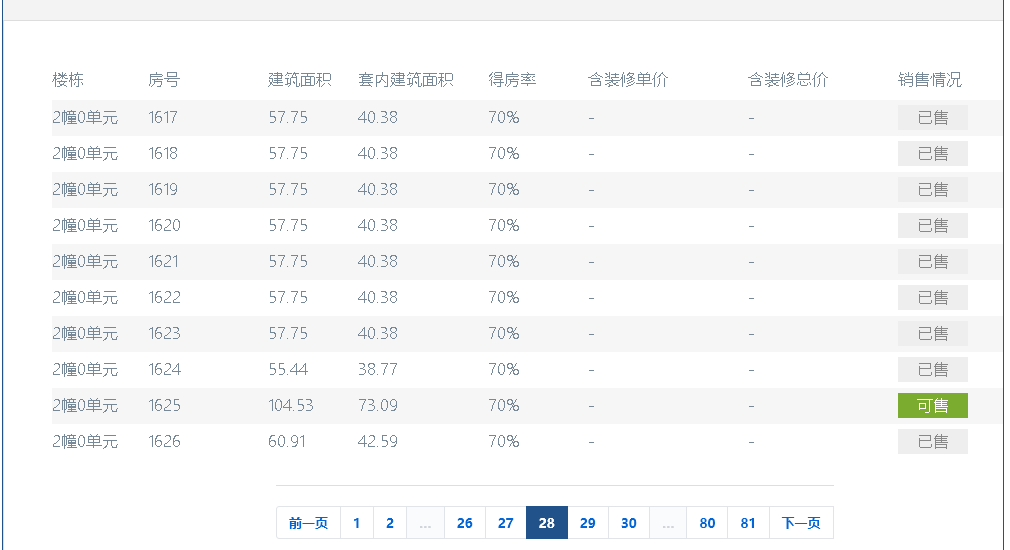 楼栋 房号 建筑面积 套内建筑面积 得房率 含装修单价 含装修总价 销售情况
2幢0单元 1617 57.75 40.38 70% - - 已售
2幢0单元 1618 57.75 40.38 70% - - 已售
2幢0单元 1619 57.75 40.38 70% - - 已售
2幢0单元 1620 57.75 40.38 70% - - 已售
2幢0单元 1621 57.75 40.38 70% - - 已售
2幢0单元 1622 57.75 40.38 70% - - 已售
2幢0单元 1623 57.75 40.38 70% - - 已售
2幢0单元 1624 55.44 38.77 70% - - 已售
2幢0单元 1625 104.53 73.09 70% - - 可售
2幢0单元 1626 60.91 42.59 70% - - 已售
前一页 1 2 ... 26 27 28 29 30 ... 80 81 下一页